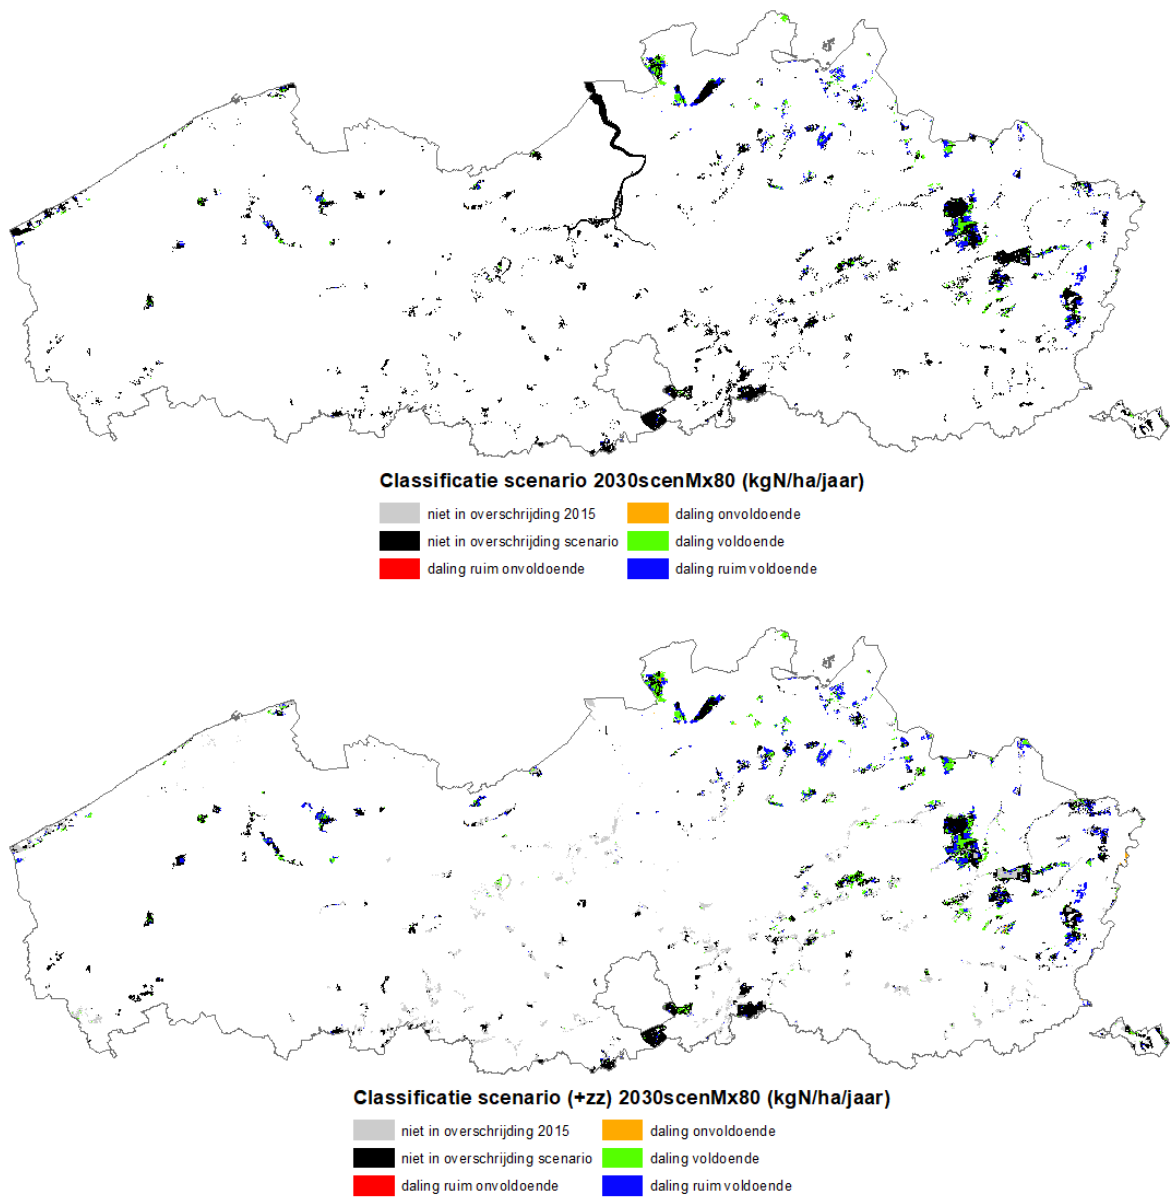 Classificatie scenario 2030scenMx80 (kgN/ha/jaar)
niet in overschrijding 2015
daling onvoldoende
niet in overschrijding scenario
daling voldoende
daling ruim onvoldoende
daling ruim voldoende
Classificatie scenario (+zz) 2030scenMx80 (kgN/ha/jaar)
niet in overschrijding 2015
daling onvoldoende
niet in overschrijding scenario
daling voldoende
daling ruim onvoldoende
daling ruim voldoende